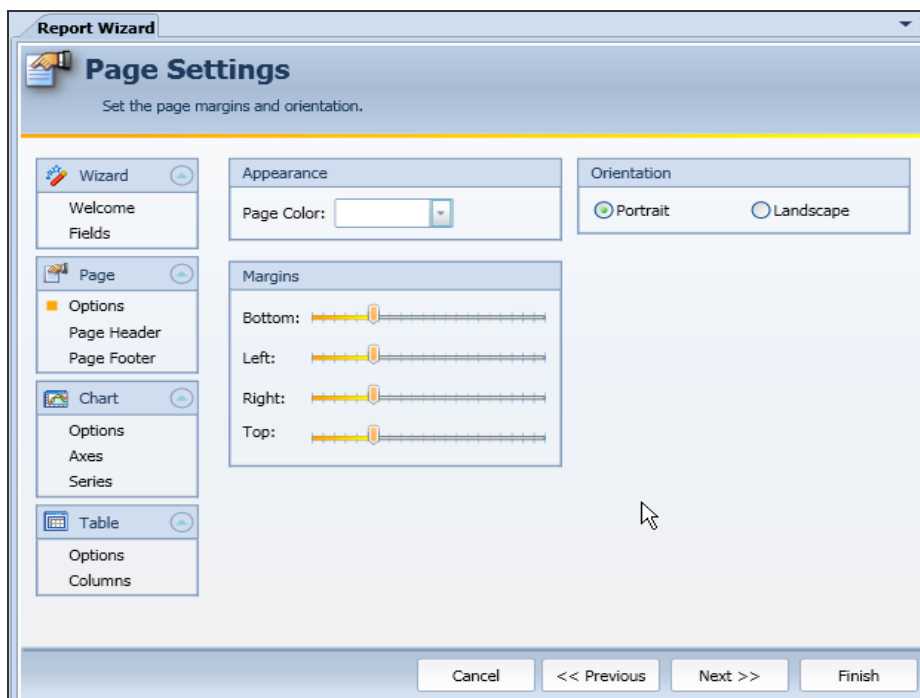 Report Wizard
Page Settings
Set the page margins and orientation.
Wizard
Welcome
Fields
Page
Options
Page Header
Page Footer
Chart
Options
Axes
Series
Table
Options
Columns
Appearance
Page Color:
Orientation
Portrait Landscape
Margins
Bottom:
Left:
Right:
Top:
Cancel << Previous Next >> Finish